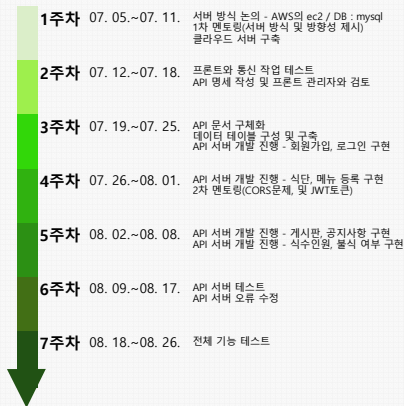 1주차 07. 05.~07. 11. 서버 방식 논의 - AWS의 ec2 / DB : mysql
1차 멘토링(서버 방식 및 방향성 제시)
클라우드 서버 구축
2주차 07. 12.~07. 18. 프론트와 통신 작업 테스트
API 명세 작성 및 프론트 관리자와 검토
3주차 07. 19.~07. 25. API 문서 구체화
데이터 테이블 구성 및 구축
API 서버 개발 진행 - 회원가입, 로그인 구현
4주차 07. 26.~08. 01. API 서버 개발 진행 - 식단, 메뉴 등록 구현
2차 멘토링(CORS문제, 및 JWT토큰)
5주차 08. 02.~08. 08. API 서버 개발 진행 - 게시판, 공지사항 구현
API 서버 개발 진행 - 식수인원, 불식 여부 구현
6주차 08. 09.~08. 17. API 서버 테스트
API 서버 오류 수정
7주차 08. 18.~08. 26. 전체 기능 테스트